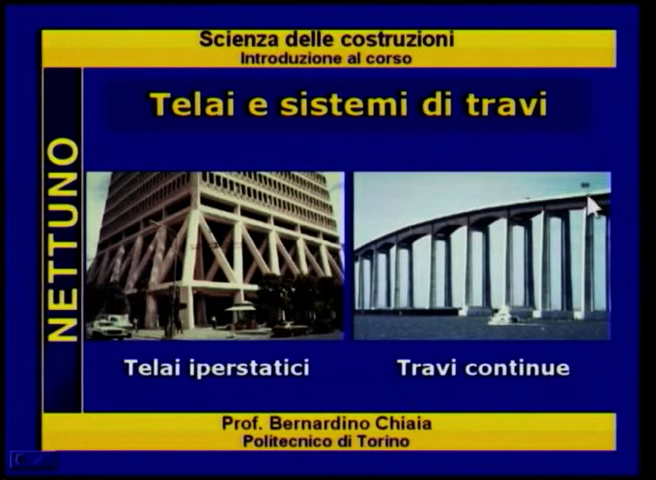 Scienza delle costruzioni
Introduzione al corso
Telai e sistemi di travi
NETTUNO
Telai iperstatici
Travi continue
Prof. Bernardino Chiaia
Politecnico di Torino